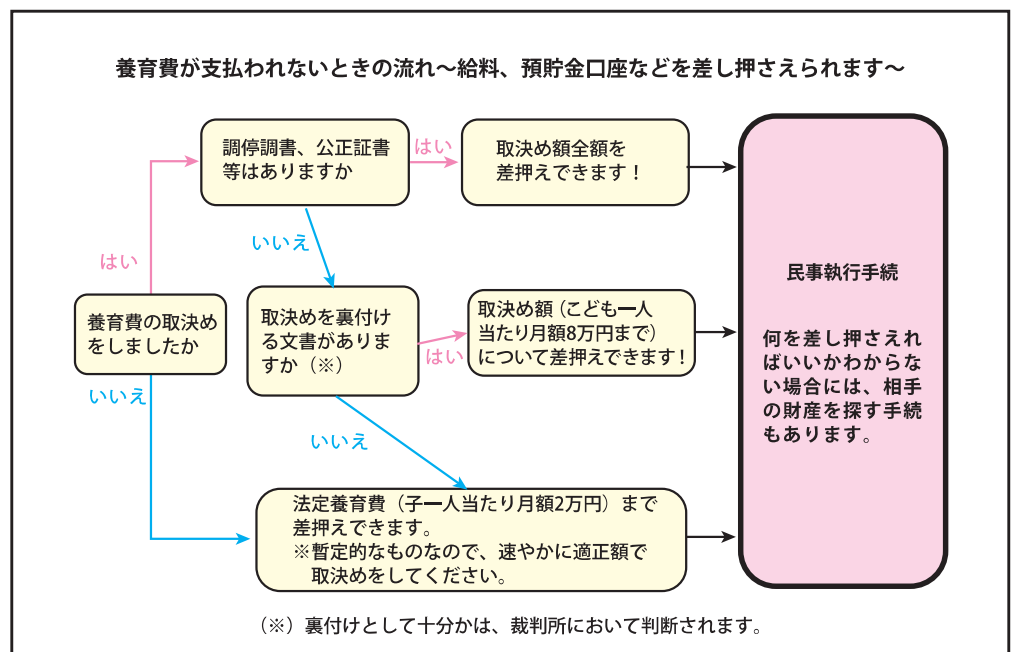 養育費が支払われないときの流れ～給料、預貯金口座などを差し押さえられます～
調停調書、公正証書
等はありますか
はい
取決め額全額を
差押えできます！
いいえ
はい
養育費の取決め
をしましたか
いいえ
取決めを裏付け
る文書がありま
すか（※）
はい
取決め額（こども一人
当たり月額8万円まで）
について差押えできます！
いいえ
法定養育費（子一人当たり月額2万円）まで
差押えできます。
※暫定的なものなので、速やかに適正額で
取決めをしてください。
民事執行手続
何を差し押さえれ
ばいいかわからな
い場合には、相手
の財産を探す手続
もあります。
（※）裏付けとして十分かは、裁判所において判断されます。